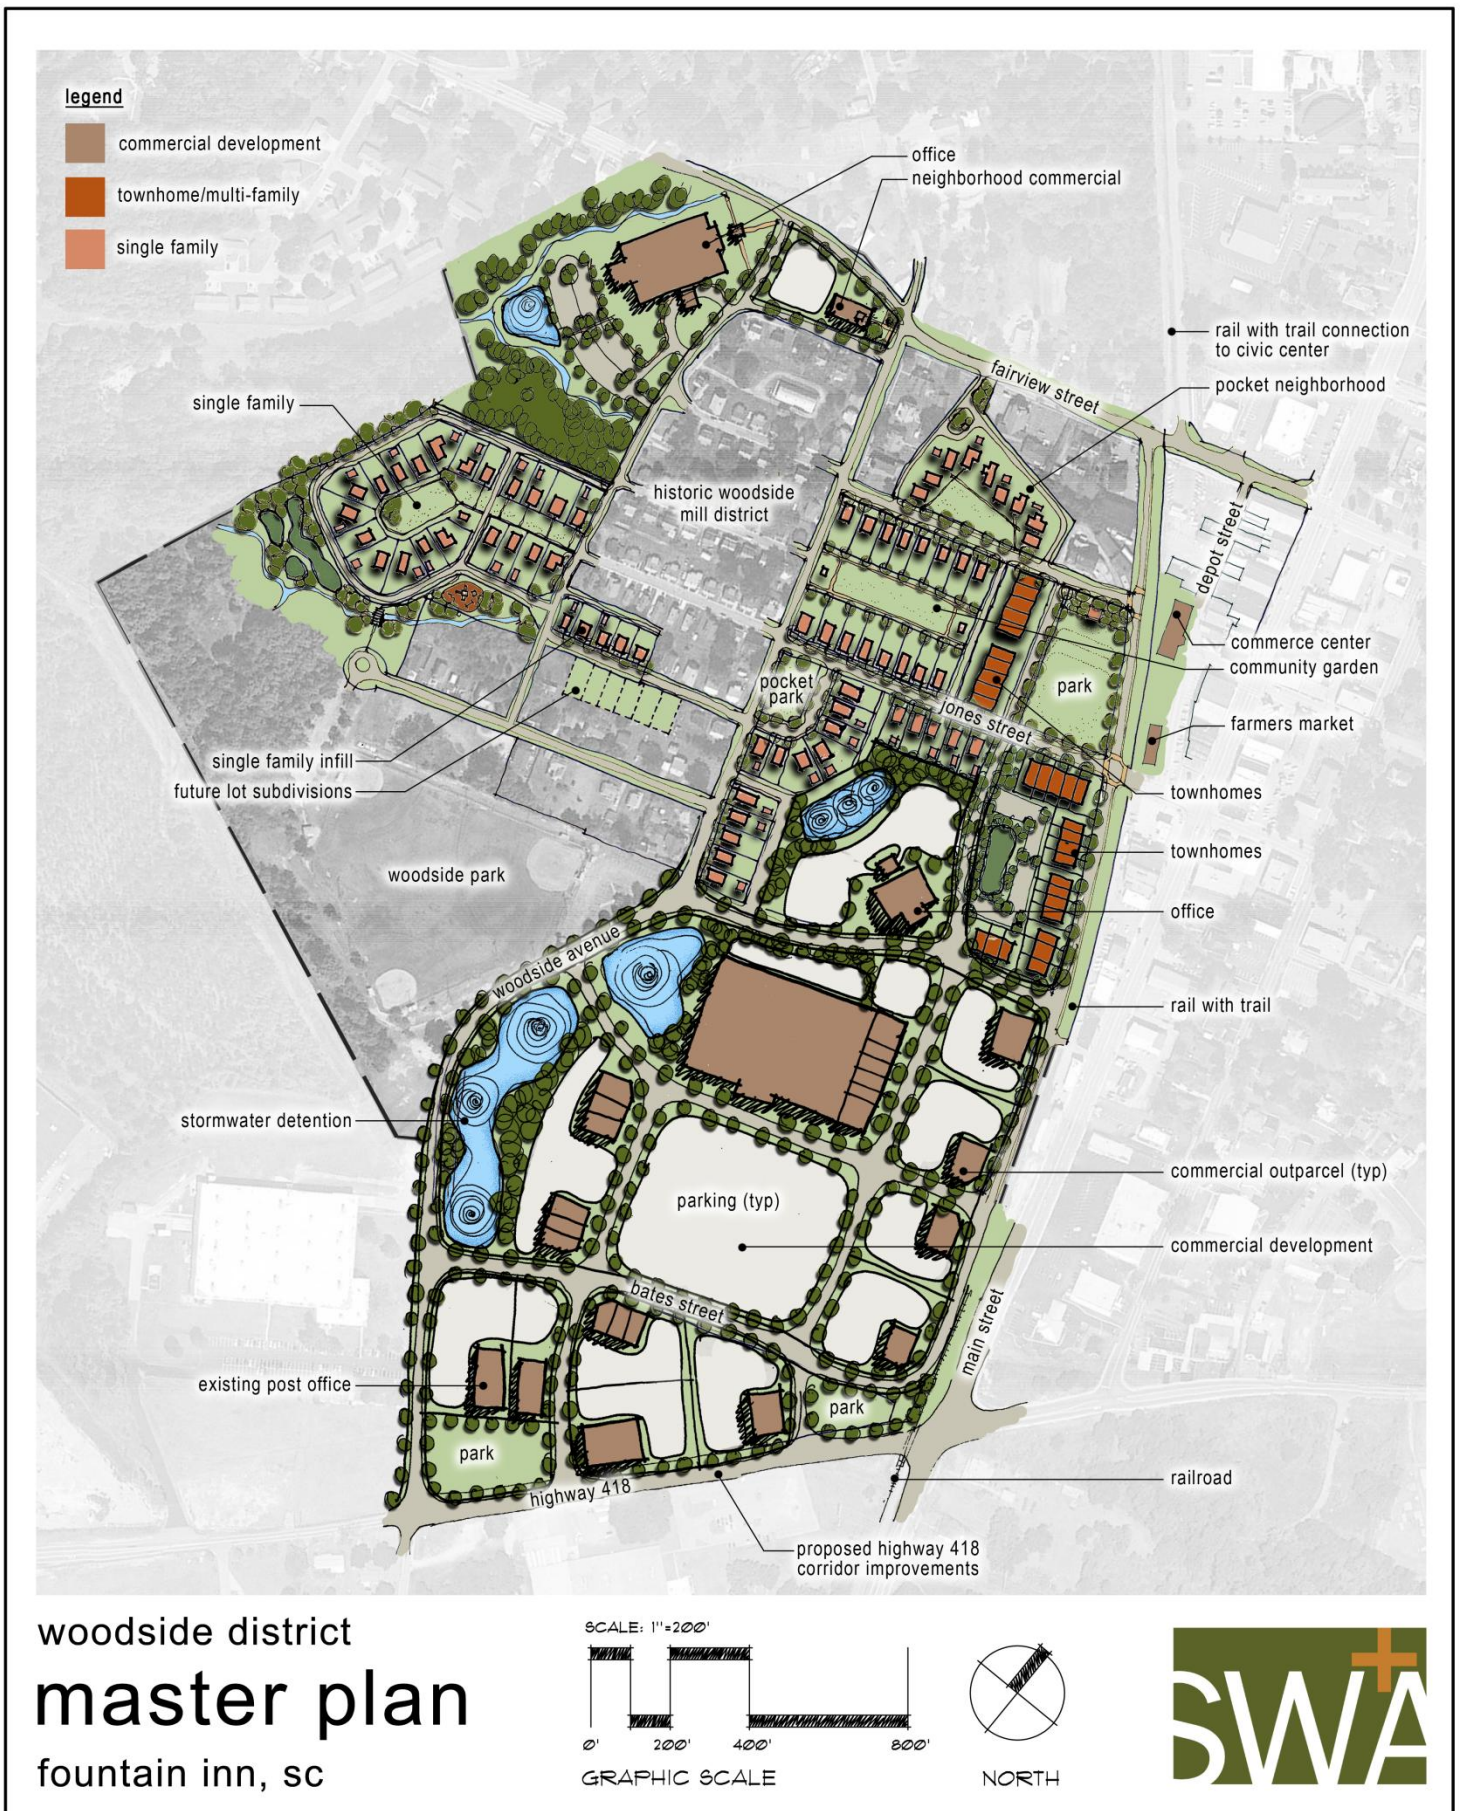 legend
commercial development
townhome/multi-family
single family
office
neighborhood commercial
rail with trail connection
to civic center
fairview street
pocket neighborhood
single family
historic woodside
mill district
depot street
commerce center
community garden
pocket
park
park
jones street
farmers market
single family infill
future lot subdivisions
townhomes
townhomes
woodside park
office
woodside avenue
rail with trail
stormwater detention
commercial outparcel (typ)
parking (typ)
commercial development
bates street
main street
existing post office
park
park
highway 418
railroad
proposed highway 418
corridor improvements
woodside district
master plan
fountain inn, sc
SCALE: 1"=200'
0' 200' 400' 800'
GRAPHIC SCALE
NORTH
SWA+